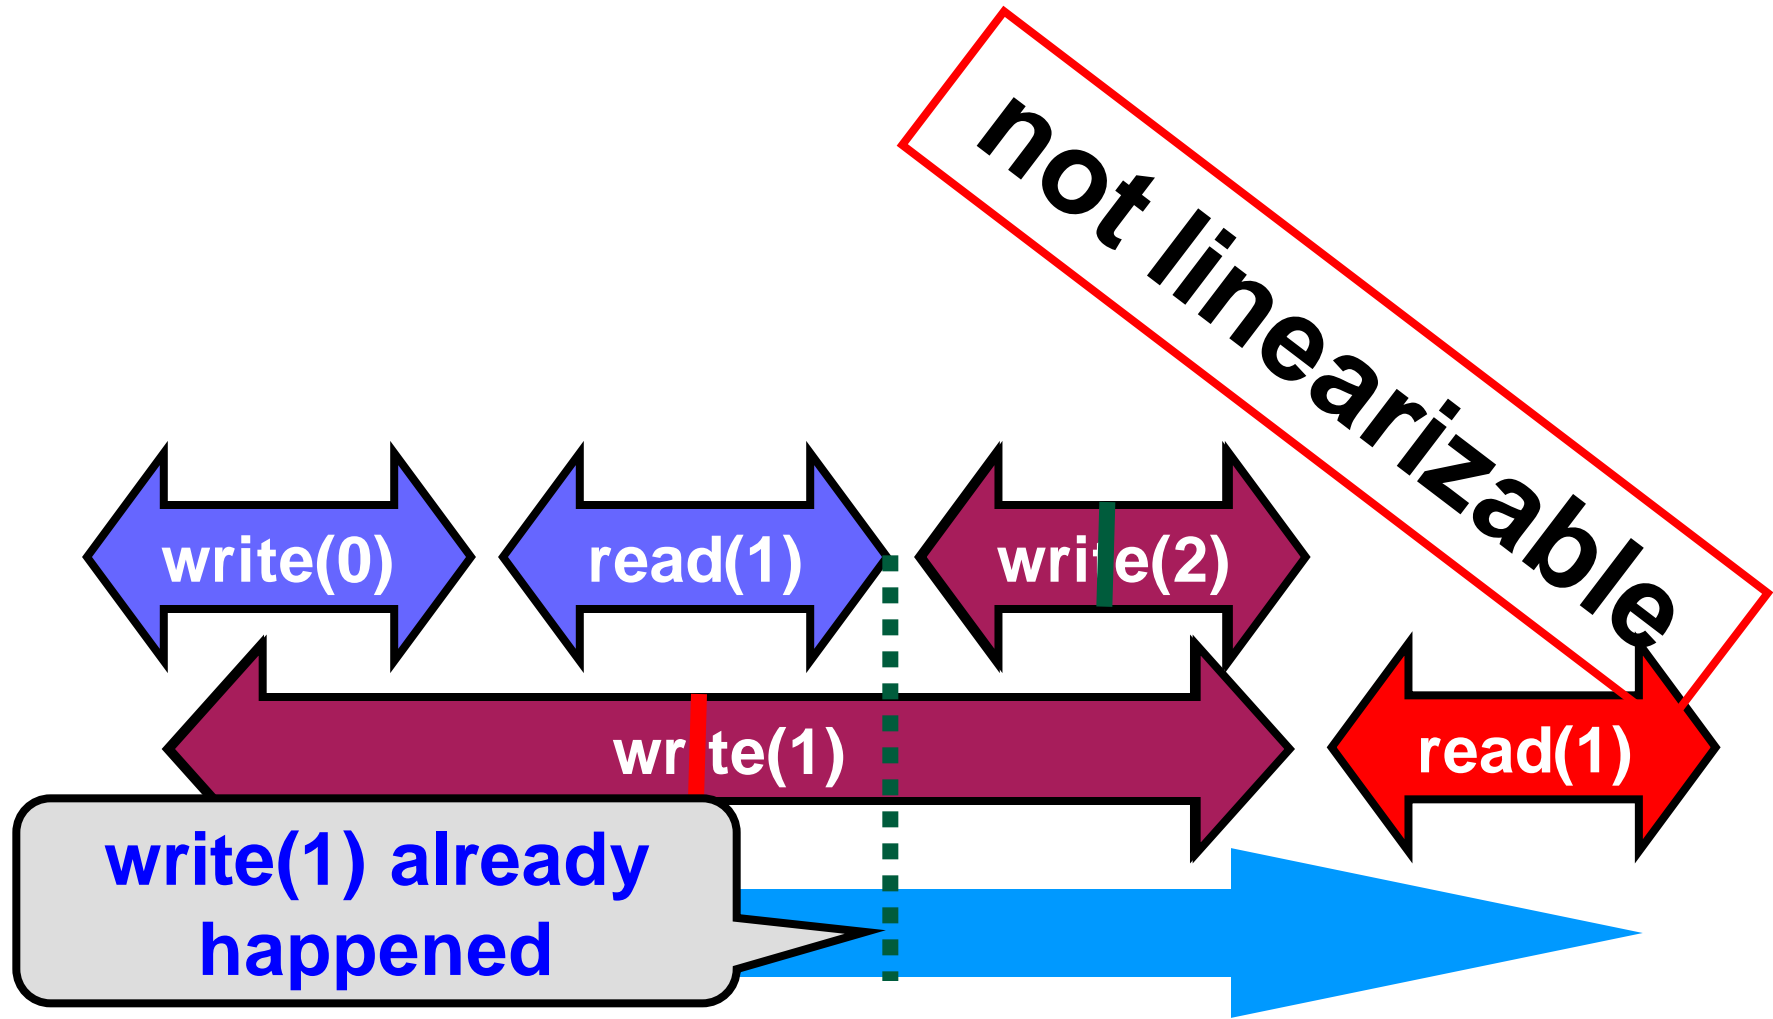 not linearizable
write(0)
read(1)
write(2)
write(1)
read(1)
write(1) already
happened